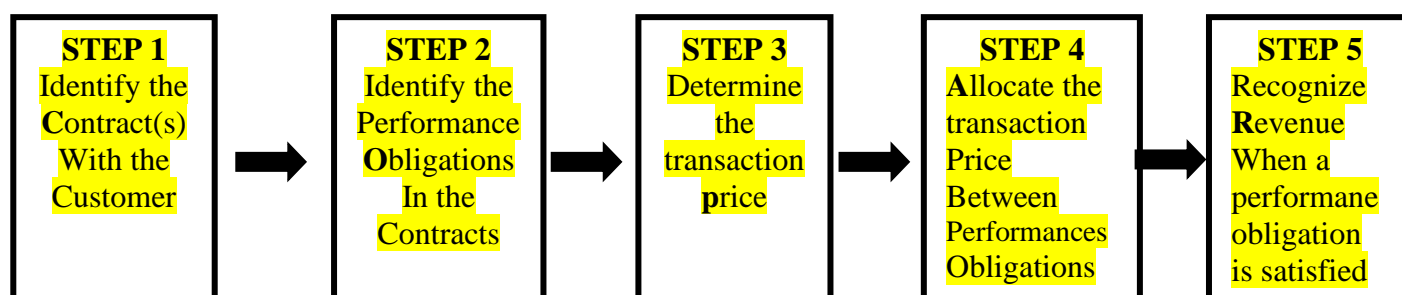 STEP 1
Identify the
Contract(s)
With the
Customer
STEP 2
Identify the
Performance
Obligations
In the
Contracts
STEP 3
Determine
the
transaction
price
STEP 4
Allocate the
transaction
Price
Between
Performances
Obligations
STEP 5
Recognize
Revenue
When a
performane
obligation
is satisfied